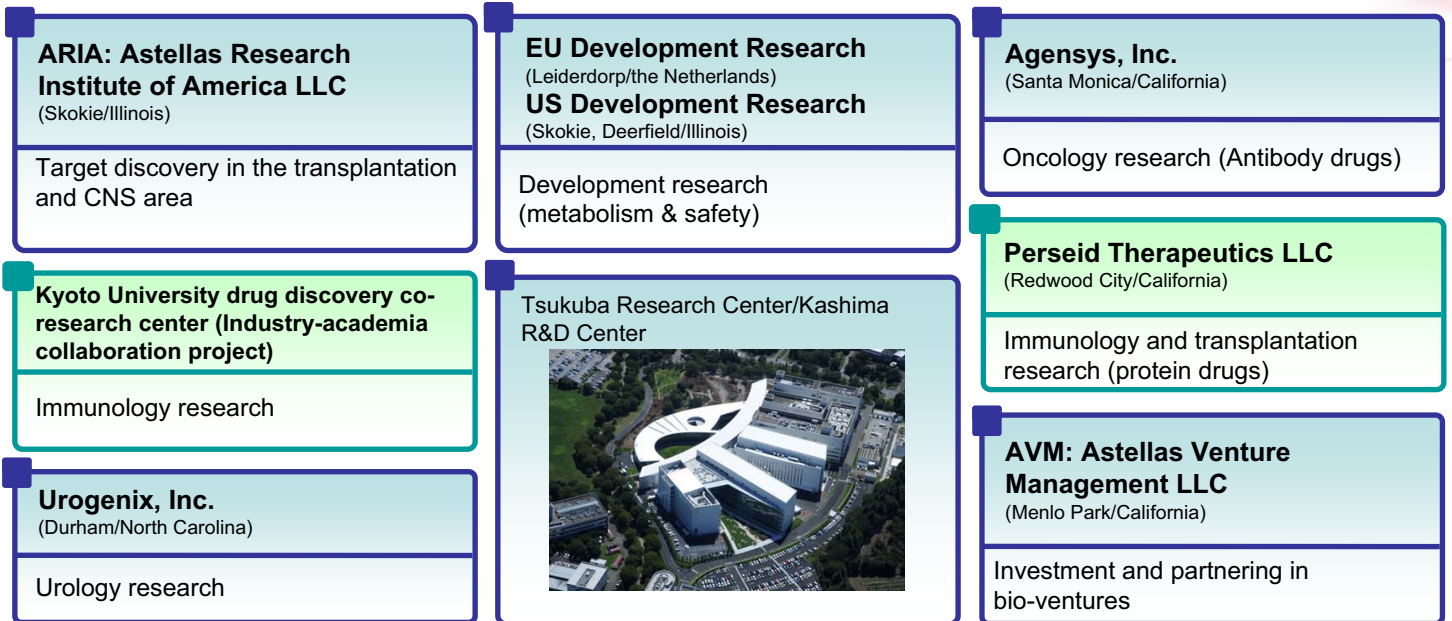 ARIA: Astellas Research
Institute of America LLC
(Skokie/Illinois)
Target discovery in the transplantation
and CNS area
Kyoto University drug discovery co-
research center (Industry-academia
collaboration project)
Immunology research
Urogenix, Inc.
(Durham/North Carolina)
Urology research
EU Development Research
(Leiderdorp/the Netherlands)
US Development Research
(Skokie, Deerfield/Illinois)
Development research
(metabolism & safety)
Tsukuba Research Center/Kashima
R&D Center
Agensys, Inc.
(Santa Monica/California)
Oncology research (Antibody drugs)
Perseid Therapeutics LLC
(Redwood City/California)
Immunology and transplantation
research (protein drugs)
AVM: Astellas Venture
Management LLC
(Menlo Park/California)
Investment and partnering in
bio-ventures